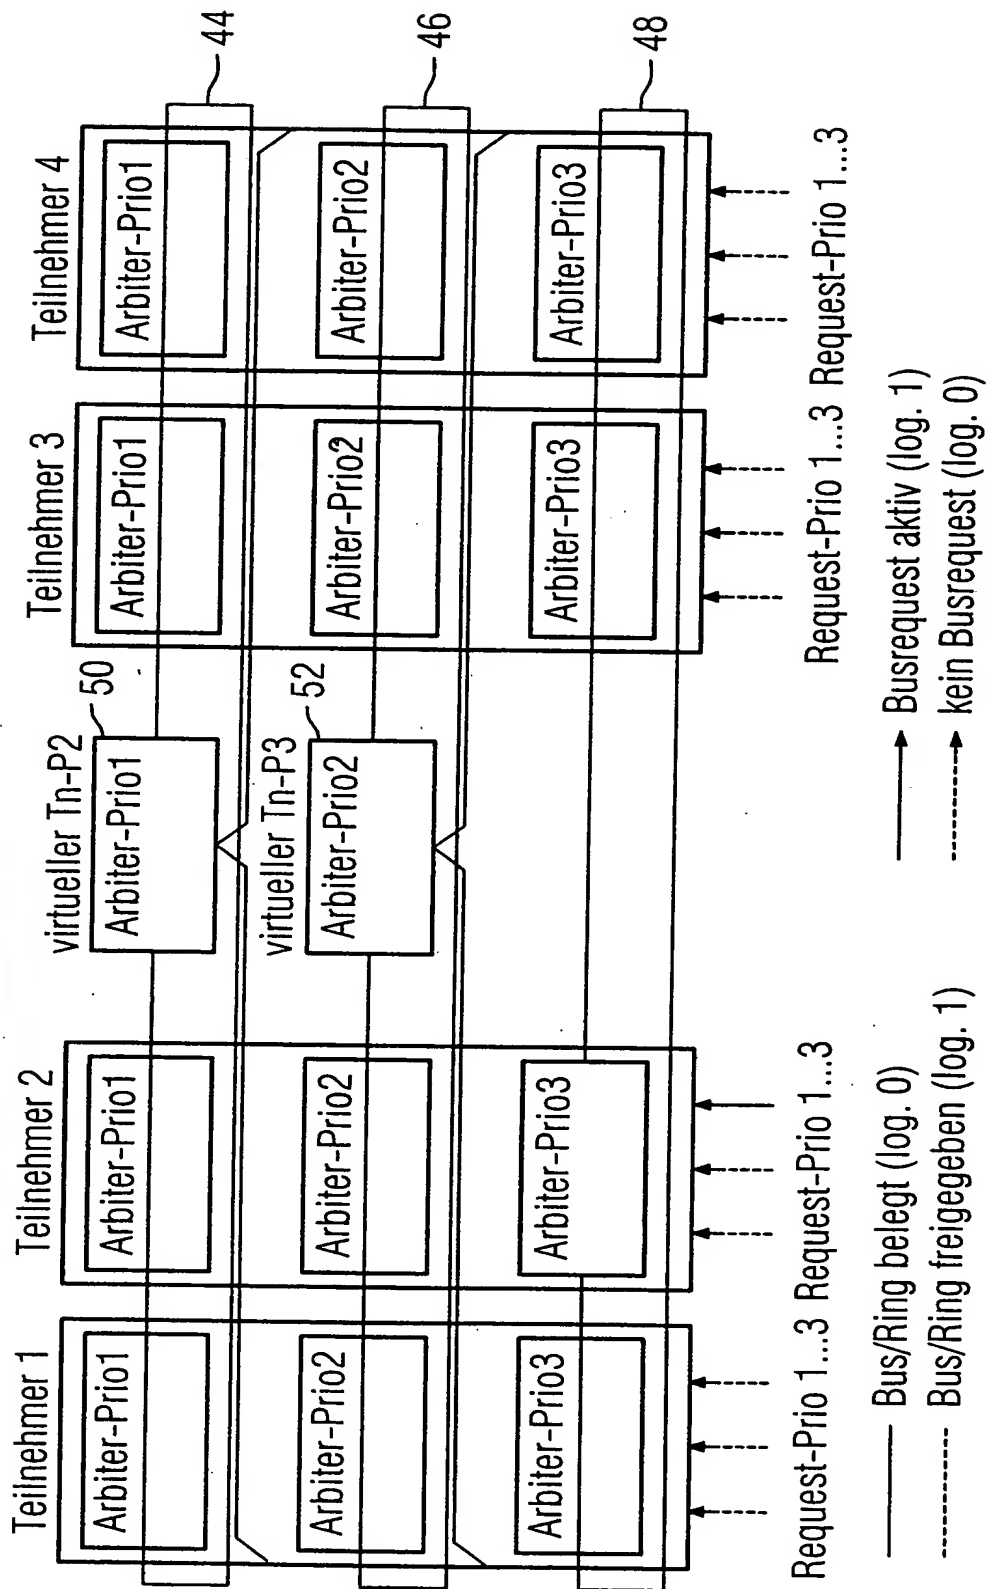 Teilnehmer 1
Teilnehmer 2
virtueller Tn-P2
50
Teilnehmer 3
Teilnehmer 4
Arbiter-Prio1
Arbiter-Prio1
Arbiter-Prio1
Arbiter-Prio1
Arbiter-Prio1
44
virtueller Tn-P3
52
Arbiter-Prio2
Arbiter-Prio2
Arbiter-Prio2
Arbiter-Prio2
Arbiter-Prio2
46
Arbiter-Prio3
Arbiter-Prio3
Arbiter-Prio3
Arbiter-Prio3
48
Request-Prio 1...3
Request-Prio 1...3
Request-Prio 1...3
Request-Prio 1...3
Bus/Ring belegt (log. 0)
Bus/Ring freigegeben (log. 1)
Busrequest aktiv (log. 1)
kein Busrequest (log. 0)